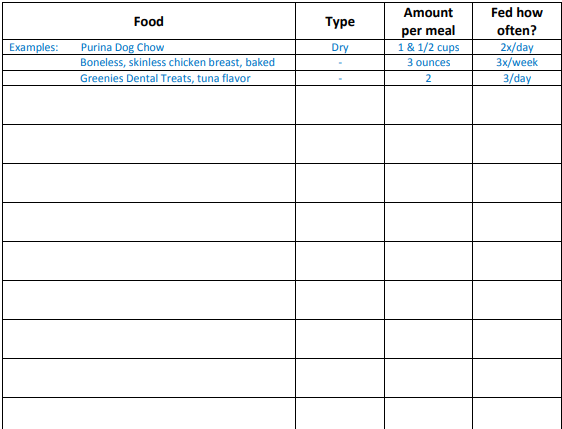 Food Type Amount per meal Fed how often?
Examples: Purina Dog Chow Dry 1 & 1/2 cups 2x/day
Boneless, skinless chicken breast, baked - 3 ounces 3x/week
Greenies Dental Treats, tuna flavor - 2 3/day